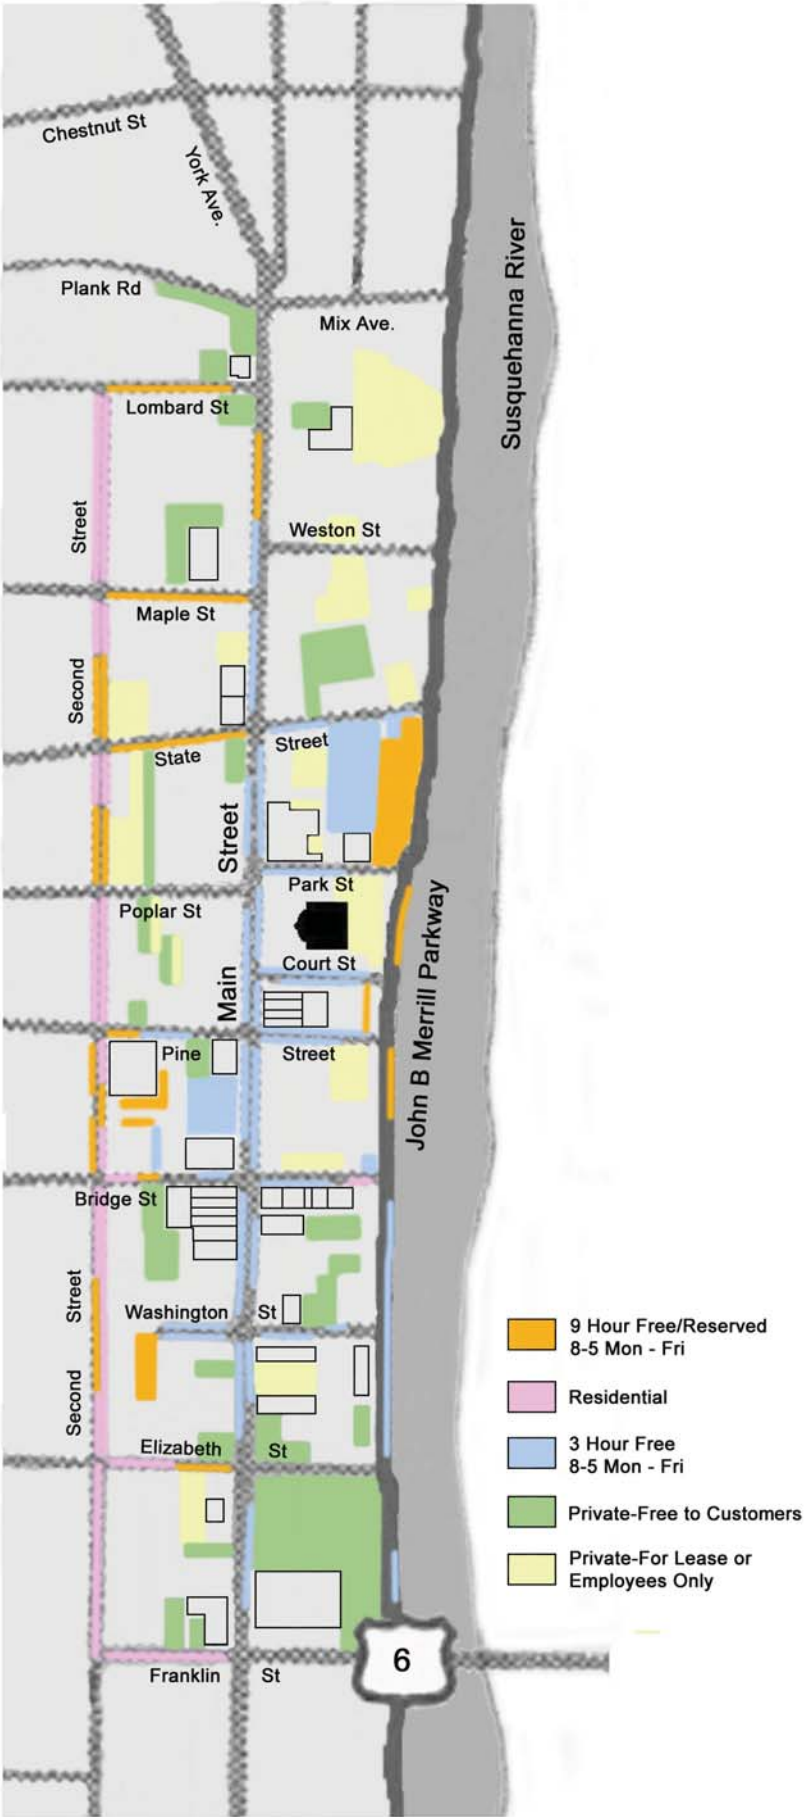 Chestnut St
York Ave.
Plank Rd
Mix Ave.
Susquehanna River
Lombard St
Street
Weston St
Maple St
Second
State
Street
Street
Park St
Poplar St
Court St
Main
John B Merrill Parkway
Pine
Street
Bridge St
Street
Washington
St
Second
Elizabeth
St
Franklin
St
6
9 Hour Free/Reserved
8-5 Mon - Fri
Residential
3 Hour Free
8-5 Mon - Fri
Private-Free to Customers
Private-For Lease or
Employees Only